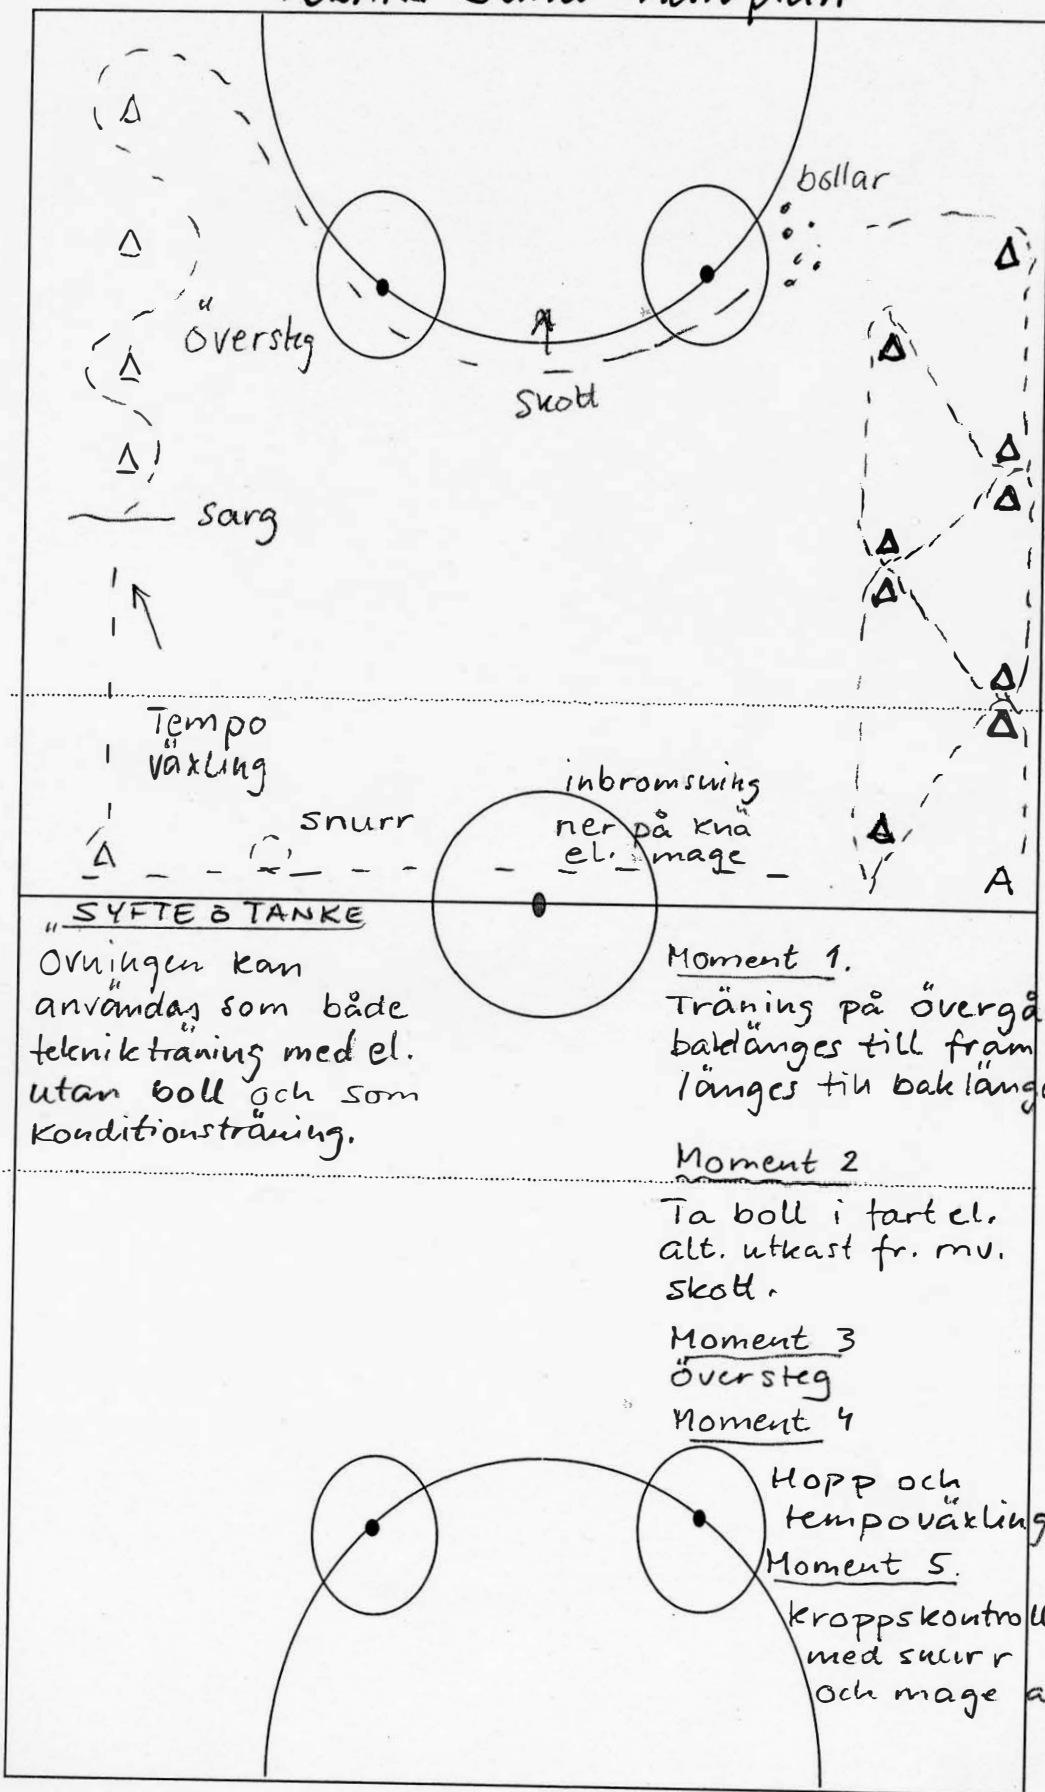 bollar
Översteg
Skott
sarg
Tempo
växling
snurr
inbromsning
ner på knä
el. mage
A
SYFTE & TANKE
Övningen kan
användas som både
teknikträning med el.
utan boll och som
konditionsträning.
Moment 1.
Träning på övergå
baklänges till fram
länges till baklänge
Moment 2
Ta boll i fart el.
alt. utkast fr. mv.
skott.
Moment 3
översteg
Moment 4
Hopp och
tempoväxling
Moment 5.
kroppskontroll
med snurr
och mage a